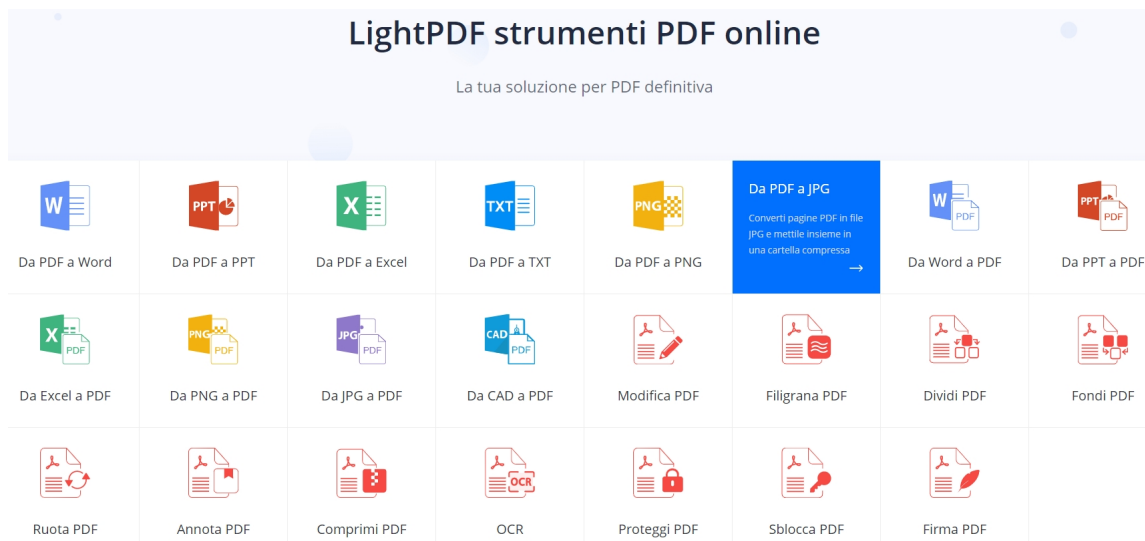 LightPDF strumenti PDF online
La tua soluzione per PDF definitiva
W
Da PDF a Word
PPT
Da PDF a PPT
X
Da PDF a Excel
TXT
Da PDF a TXT
PNG
Da PDF a PNG
Da PDF a JPG
Converti pagine PDF in file
JPG e mettile insieme in
una cartella compressa
→
W
PDF
Da Word a PDF
PPT
PDF
Da PPT a PDF
X
PDF
Da Excel a PDF
PNG
PDF
Da PNG a PDF
JPG
PDF
Da JPG a PDF
CAD
PDF
Da CAD a PDF
Modifica PDF
Filigrana PDF
Dividi PDF
Fondi PDF
Ruota PDF
Annota PDF
Comprimi PDF
OCR
OCR
Proteggi PDF
Sblocca PDF
Firma PDF